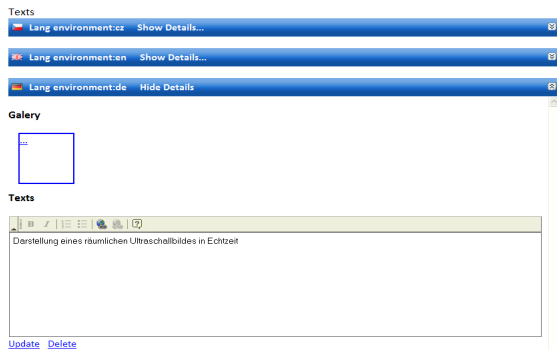 Texts
Lang environment:cz Show Details...
Lang environment:en Show Details...
Lang environment:de Hide Details
Galery
...
Texts
B I ?
Darstellung eines räumlichen Ultraschallbildes in Echtzeit
Update Delete